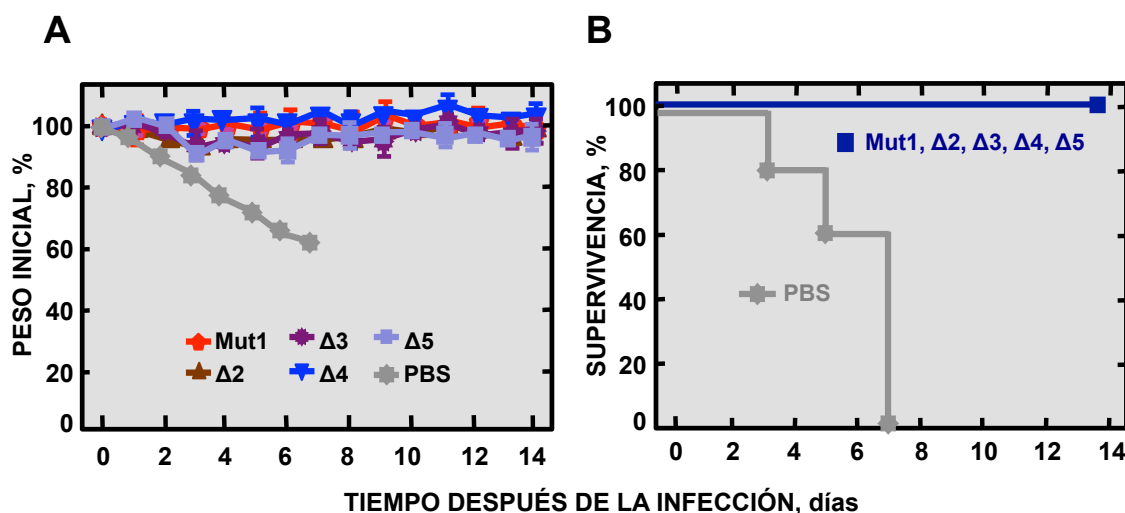 A
PESO INICIAL, %
100
80
60
40
20
0
Mut1
Δ3
Δ5
Δ2
Δ4
PBS
0 2 4 6 8 10 12 14
B
SUPERVIVENCIA, %
100
80
60
40
20
0
Mut1, Δ2, Δ3, Δ4, Δ5
PBS
0 2 4 6 8 10 12 14
TIEMPO DESPUÉS DE LA INFECCIÓN, días